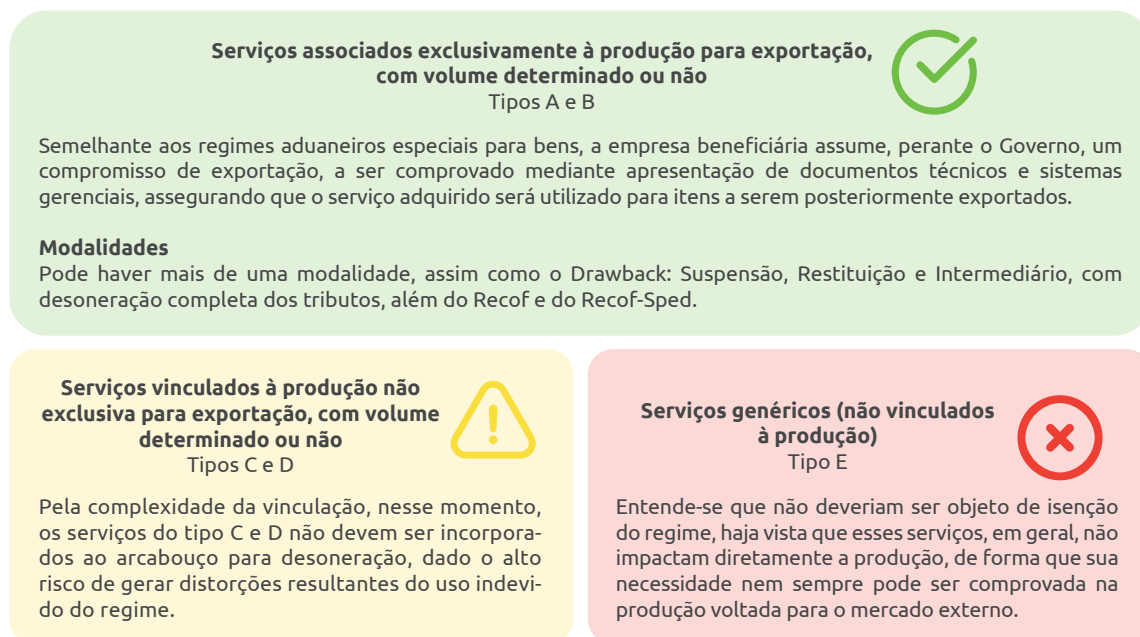 Serviços associados exclusivamente à produção para exportação,
com volume determinado ou não
Tipos A e B
Semelhante aos regimes aduaneiros especiais para bens, a empresa beneficiária assume, perante o Governo, um
compromisso de exportação, a ser comprovado mediante apresentação de documentos técnicos e sistemas
gerenciais, assegurando que o serviço adquirido será utilizado para itens a serem posteriormente exportados.
Modalidades
Pode haver mais de uma modalidade, assim como o Drawback: Suspensão, Restituição e Intermediário, com
desoneração completa dos tributos, além do Recof e do Recof-Sped.
Serviços vinculados à produção não
exclusiva para exportação, com volume
determinado ou não
Tipos C e D
Pela complexidade da vinculação, nesse momento,
os serviços do tipo C e D não devem ser incorpora-
dos ao arcabouço para desoneração, dado o alto
risco de gerar distorções resultantes do uso indevi-
do do regime.
Serviços genéricos (não vinculados
à produção)
Tipo E
Entende-se que não deveriam ser objeto de isenção
do regime, haja vista que esses serviços, em geral, não
impactam diretamente a produção, de forma que sua
necessidade nem sempre pode ser comprovada na
produção voltada para o mercado externo.